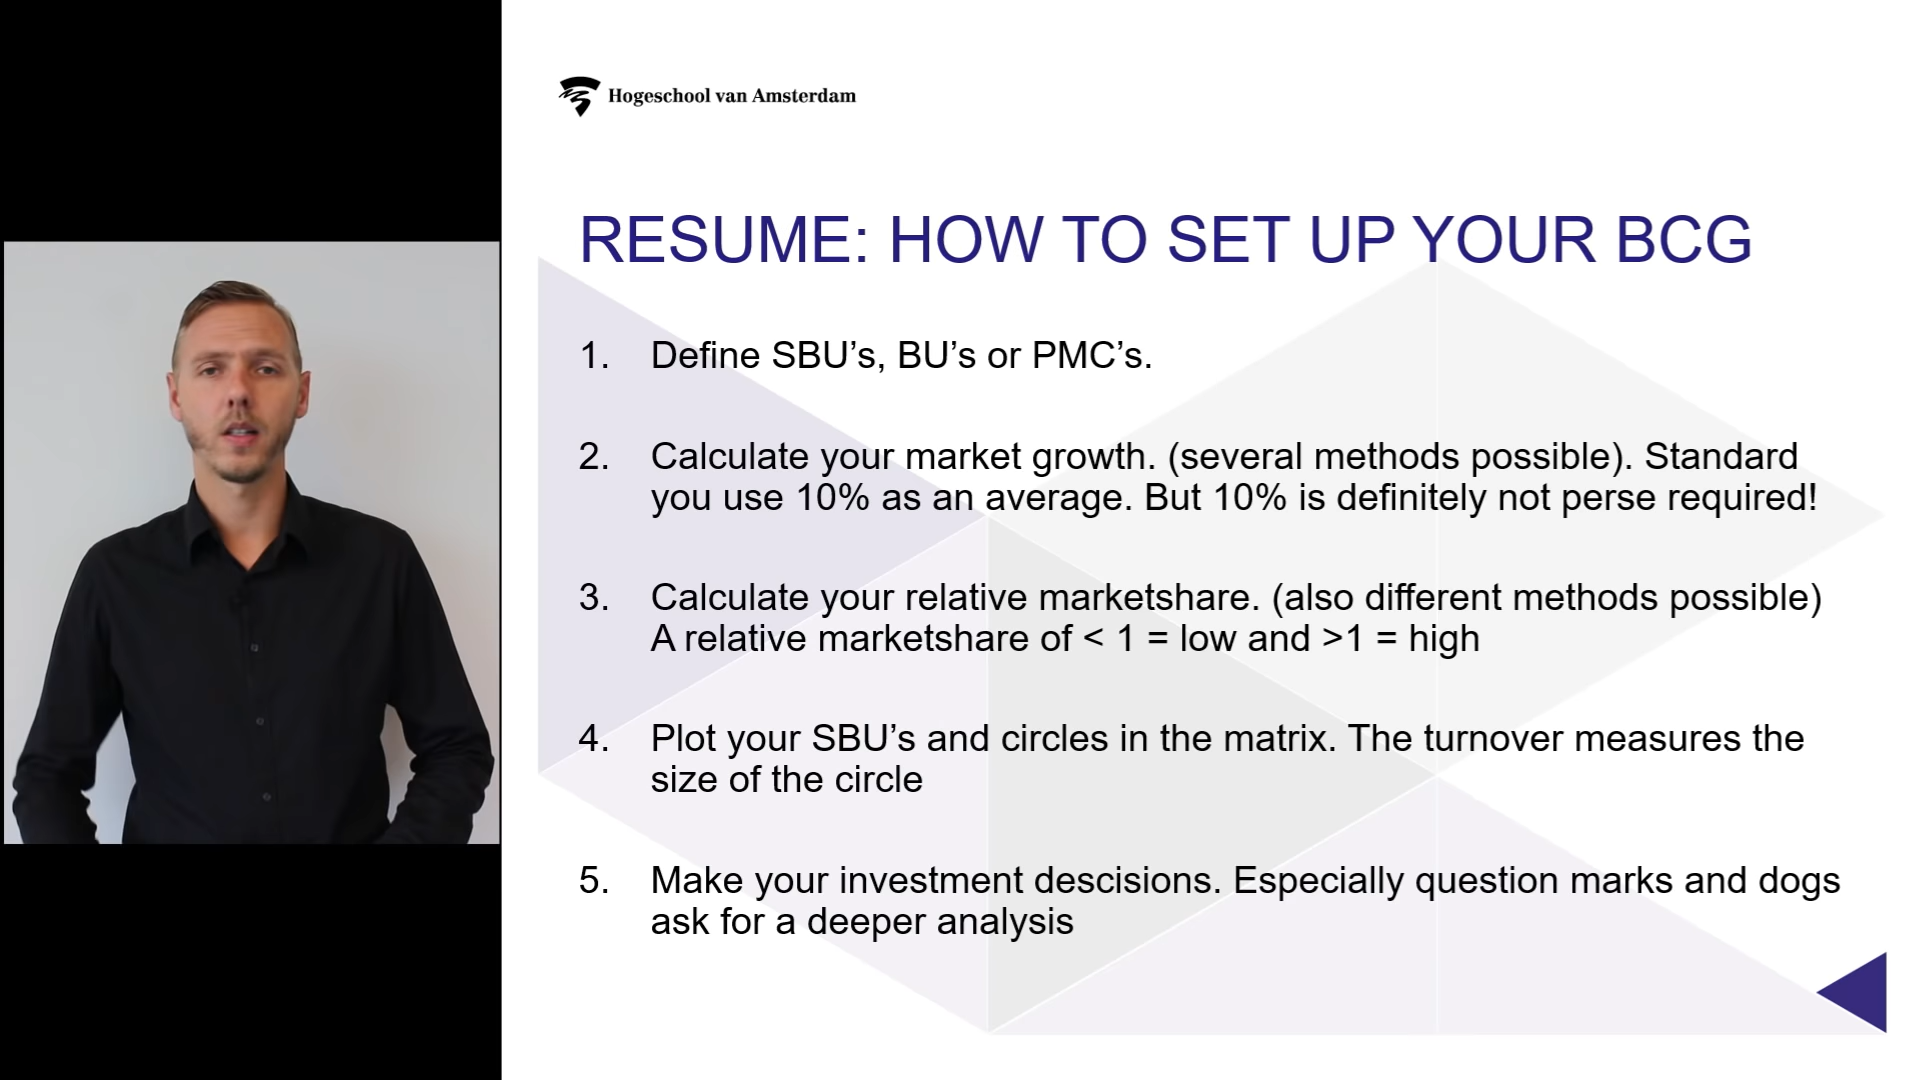 Hogeschool van Amsterdam
RESUME: HOW TO SET UP YOUR BCG
1. Define SBU’s, BU’s or PMC’s.
2. Calculate your market growth. (several methods possible). Standard
you use 10% as an average. But 10% is definitely not perse required!
3. Calculate your relative marketshare. (also different methods possible)
A relative marketshare of < 1 = low and >1 = high
4. Plot your SBU’s and circles in the matrix. The turnover measures the
size of the circle
5. Make your investment descisions. Especially question marks and dogs
ask for a deeper analysis